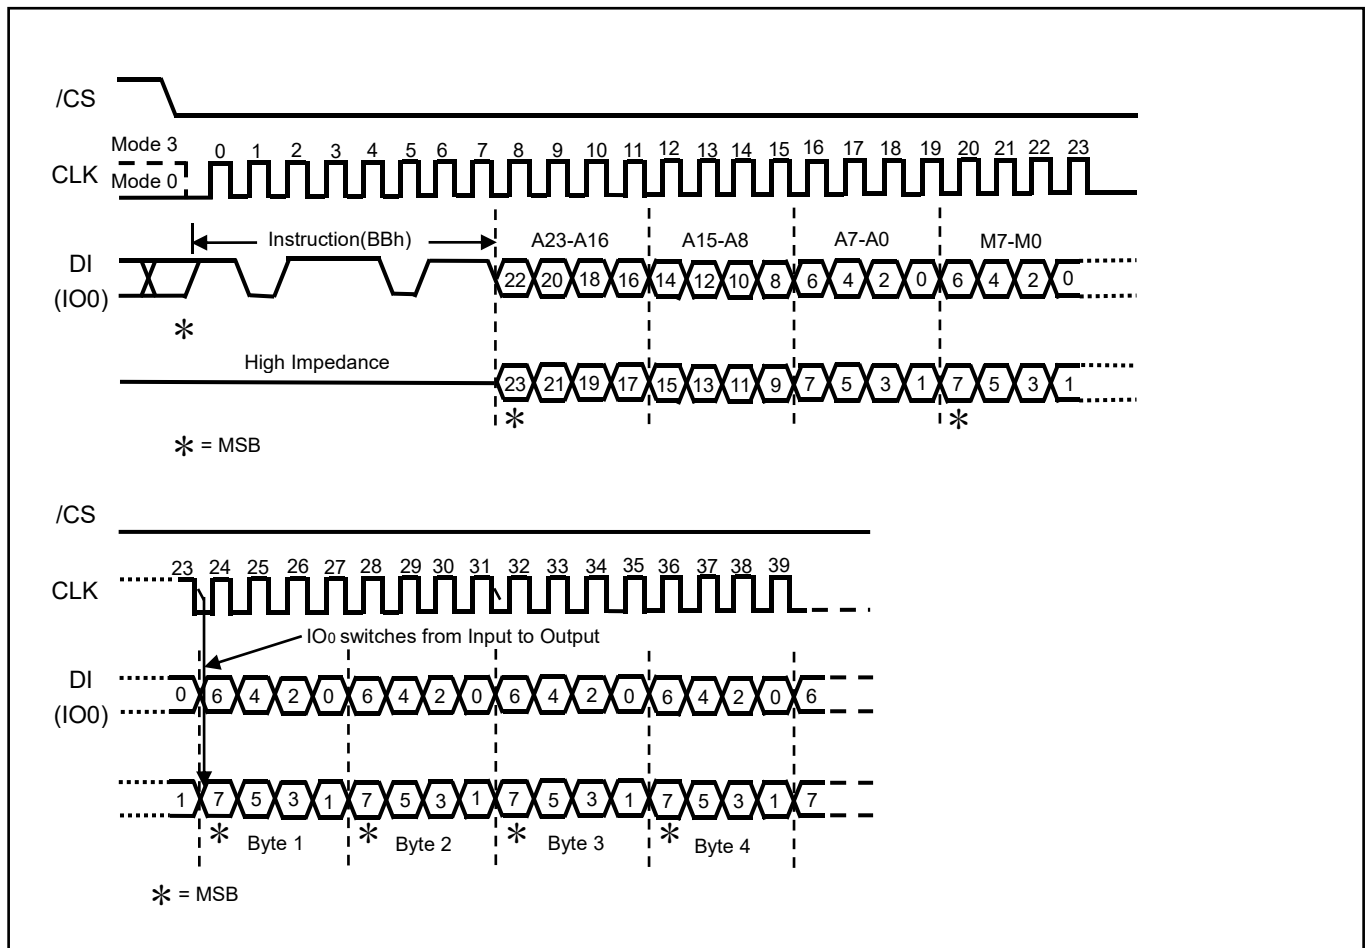 /CS
Mode 3
CLK
Mode 0
0 1 2 3 4 5 6 7 8 9 10 11 12 13 14 15 16 17 18 19 20 21 22 23
Instruction(BBh) A23-A16 A15-A8 A7-A0 M7-M0
DI
(IO0)
22 20 18 16 14 12 10 8 6 4 2 0 6 4 2 0
*
High Impedance
23 21 19 17 15 13 11 9 7 5 3 1 7 5 3 1
* *
* = MSB
/CS
23 24 25 26 27 28 29 30 31 32 33 34 35 36 37 38 39
CLK
IO0 switches from Input to Output
DI
(IO0)
0 6 4 2 0 6 4 2 0 6 4 2 0 6 4 2 0 6
1 7 5 3 1 7 5 3 1 7 5 3 1 7 5 3 1 7
* Byte 1 * Byte 2 * Byte 3 * Byte 4
* = MSB